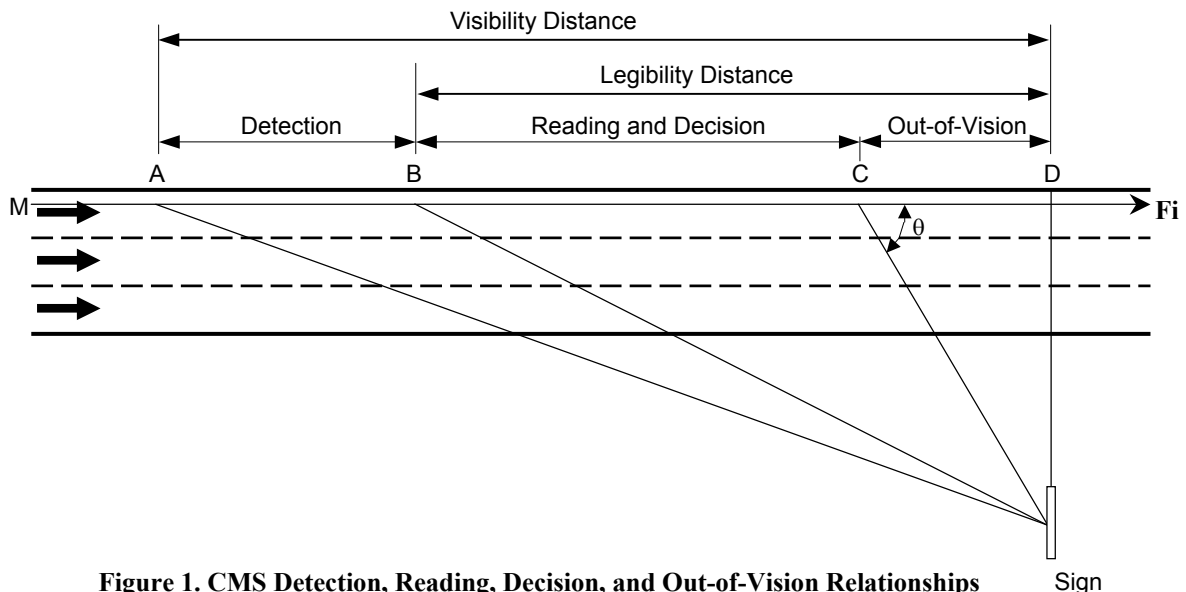 Visibility Distance
Legibility Distance
Detection
Reading and Decision
Out-of-Vision
A
B
C
D
M
Fi
θ
Figure 1. CMS Detection, Reading, Decision, and Out-of-Vision Relationships
Sign